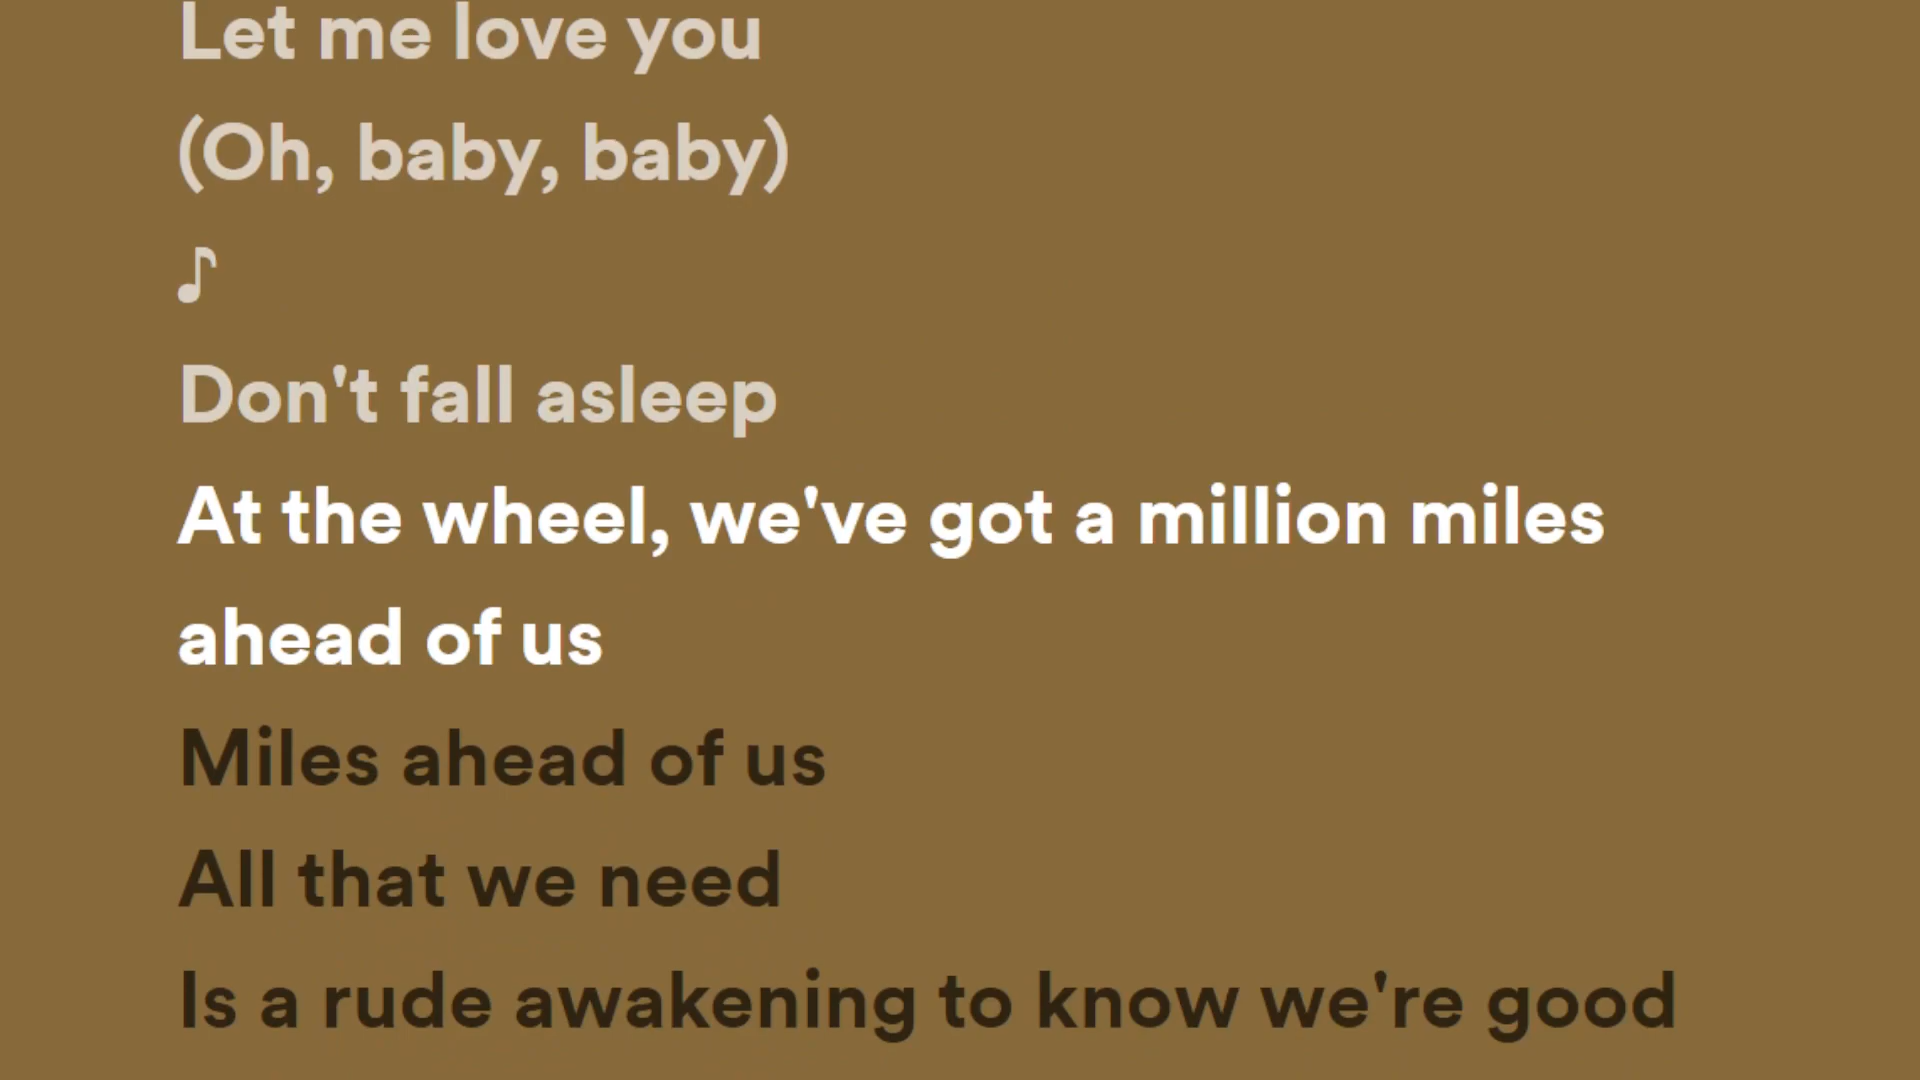 Let me love you
(Oh, baby, baby)
♪
Don't fall asleep
At the wheel, we've got a million miles
ahead of us
Miles ahead of us
All that we need
Is a rude awakening to know we're good